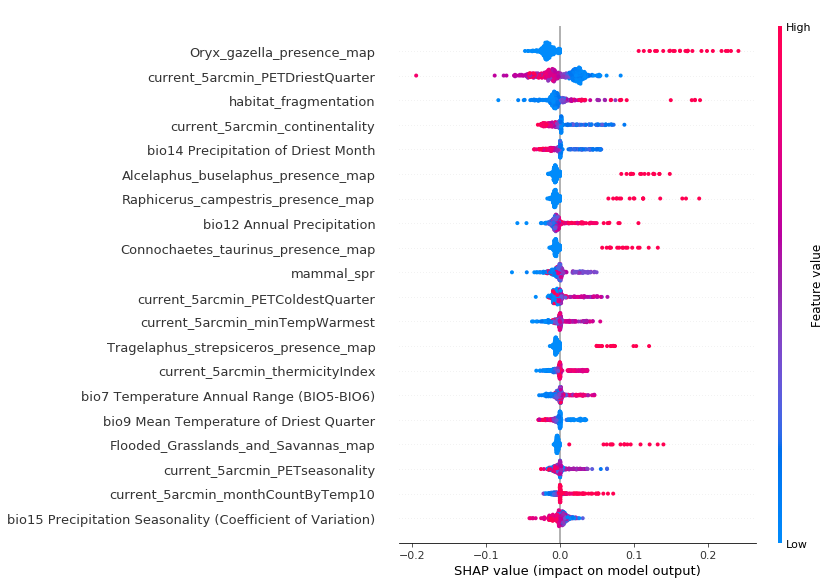 High
Oryx_gazella_presence_map
current_5arcmin_PETDriestQuarter
habitat_fragmentation
current_5arcmin_continentality
bio14 Precipitation of Driest Month
Alcelaphus_buselaphus_presence_map
Raphicerus_campestris_presence_map
bio12 Annual Precipitation
Connochaetes_taurinus_presence_map
mammal_spr
current_5arcmin_PETColdestQuarter
current_5arcmin_minTempWarmest
Tragelaphus_strepsiceros_presence_map
current_5arcmin_thermicityIndex
bio7 Temperature Annual Range (BIO5-BIO6)
bio9 Mean Temperature of Driest Quarter
Flooded_Grasslands_and_Savannas_map
current_5arcmin_PETseasonality
current_5arcmin_monthCountByTemp10
bio15 Precipitation Seasonality (Coefficient of Variation)
Feature value
Low
−0.2 −0.1 0.0 0.1 0.2
SHAP value (impact on model output)